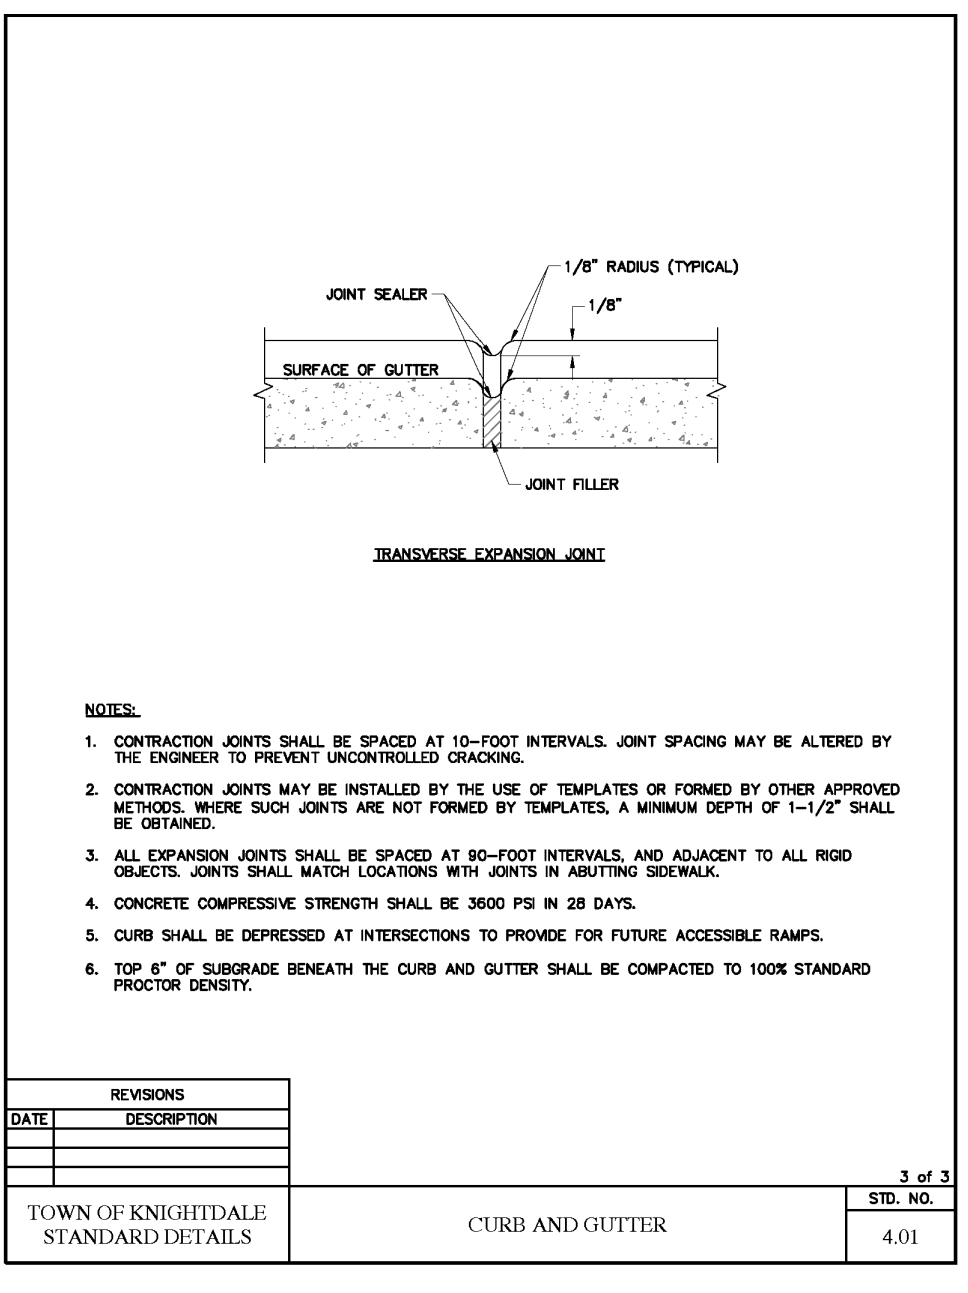 1/8" RADIUS (TYPICAL)
JOINT SEALER
1/8"
SURFACE OF GUTTER
JOINT FILLER
TRANSVERSE EXPANSION JOINT
NOTES:
1. CONTRACTION JOINTS SHALL BE SPACED AT 10-FOOT INTERVALS. JOINT SPACING MAY BE ALTERED BY
THE ENGINEER TO PREVENT UNCONTROLLED CRACKING.
2. CONTRACTION JOINTS MAY BE INSTALLED BY THE USE OF TEMPLATES OR FORMED BY OTHER APPROVED
METHODS. WHERE SUCH JOINTS ARE NOT FORMED BY TEMPLATES, A MINIMUM DEPTH OF 1-1/2" SHALL
BE OBTAINED.
3. ALL EXPANSION JOINTS SHALL BE SPACED AT 90-FOOT INTERVALS, AND ADJACENT TO ALL RIGID
OBJECTS. JOINTS SHALL MATCH LOCATIONS WITH JOINTS IN ABUTTING SIDEWALK.
4. CONCRETE COMPRESSIVE STRENGTH SHALL BE 3600 PSI IN 28 DAYS.
5. CURB SHALL BE DEPRESSED AT INTERSECTIONS TO PROVIDE FOR FUTURE ACCESSIBLE RAMPS.
6. TOP 6" OF SUBGRADE BENEATH THE CURB AND GUTTER SHALL BE COMPACTED TO 100% STANDARD
PROCTOR DENSITY.
REVISIONS
DATE DESCRIPTION
3 of 3
TOWN OF KNIGHTDALE
STANDARD DETAILS
CURB AND GUTTER
STD. NO.
4.01